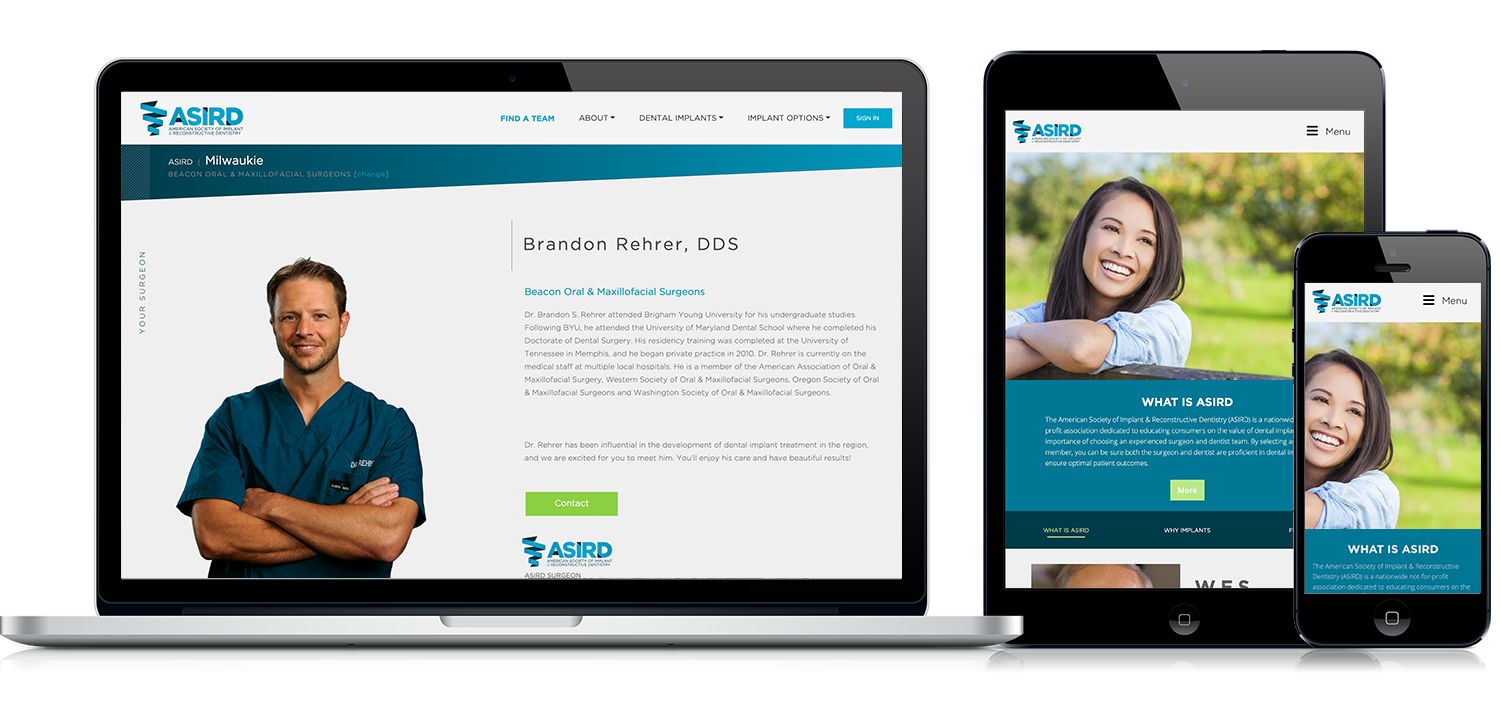 ASIRD
AMERICAN SOCIETY OF IMPLANT
& RECONSTRUCTIVE DENTISTRY
FIND A TEAM
ABOUT
DENTAL IMPLANTS
IMPLANT OPTIONS
SIGN IN
ASIRD | Milwaukie
BEACON ORAL & MAXILLOFACIAL SURGEONS [change]
YOUR SURGEON
Brandon Rehrer, DDS
Beacon Oral & Maxillofacial Surgeons
Dr. Brandon S. Rehrer attended Brigham Young University for his undergraduate studies.
Following BYU, he attended the University of Maryland Dental School where he completed his
Doctorate of Dental Surgery. His residency training was completed at the University of
Tennessee in Memphis, and he began private practice in 2010. Dr. Rehrer is currently on the
medical staff at multiple local hospitals. He is a member of the American Association of Oral &
Maxillofacial Surgery, Western Society of Oral & Maxillofacial Surgeons, Oregon Society of Oral
& Maxillofacial Surgeons and Washington Society of Oral & Maxillofacial Surgeons.
Dr. Rehrer has been influential in the development of dental implant treatment in the region,
and we are excited for you to meet him. You'll enjoy his care and have beautiful results!
Contact
ASIRD
AMERICAN SOCIETY OF IMPLANT
& RECONSTRUCTIVE DENTISTRY
ASIRD SURGEON
DR. REHR
ASIRD
AMERICAN SOCIETY OF IMPLANT
& RECONSTRUCTIVE DENTISTRY
Menu
WHAT IS ASIRD
The American Society of Implant & Reconstructive Dentistry (ASIRD) is a nationwid
profit association dedicated to educating consumers on the value of dental implan
importance of choosing an experienced surgeon and dentist team. By selecting a
member, you can be sure both the surgeon and dentist are proficient in dental im
ensure optimal patient outcomes.
More
WHAT IS ASIRD
WHY IMPLANTS
F
WES
ASIRD
AMERICAN SOCIETY OF IMPLANT
& RECONSTRUCTIVE DENTISTRY
Menu
WHAT IS ASIRD
The American Society of Implant & Reconstructive
Dentistry (ASIRD) is a nationwide not-for-profit
association dedicated to educating consumers on the